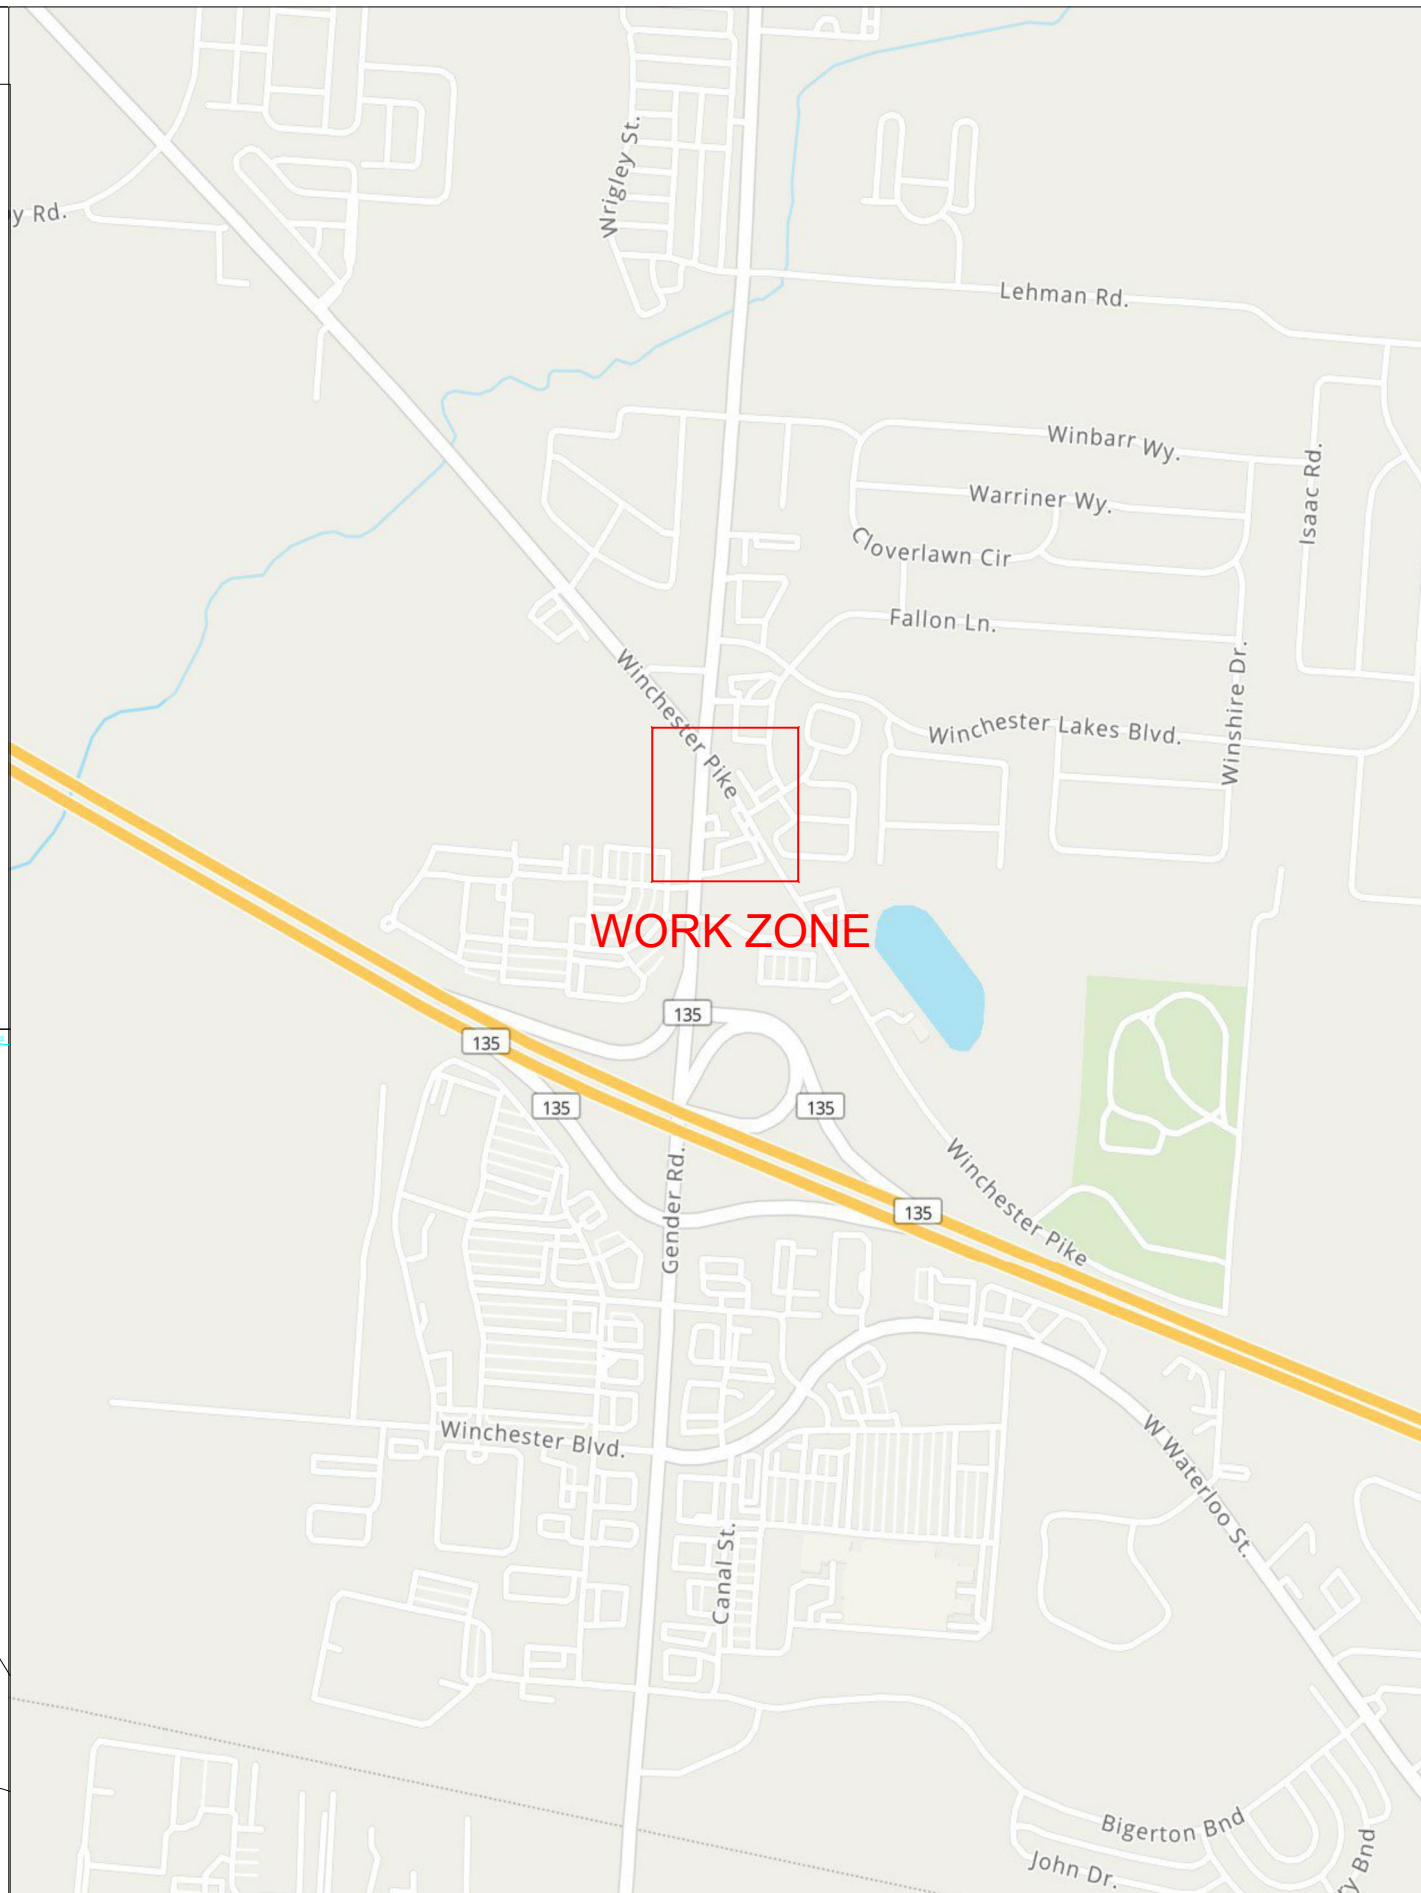 Wrigley St.
y Rd.
Lehman Rd.
Winbarr Wy.
Isaac Rd.
Warriner Wy.
Cloverlawn Cir
Fallon Ln.
Winchester Pike
Winshire Dr.
Winchester Lakes Blvd.
WORK ZONE
135
135
135
135
Winchester Pike
Gender Rd.
135
Winchester Blvd.
W Waterloo St.
Canal St.
Bigerton Bnd
John Dr.
y Bnd